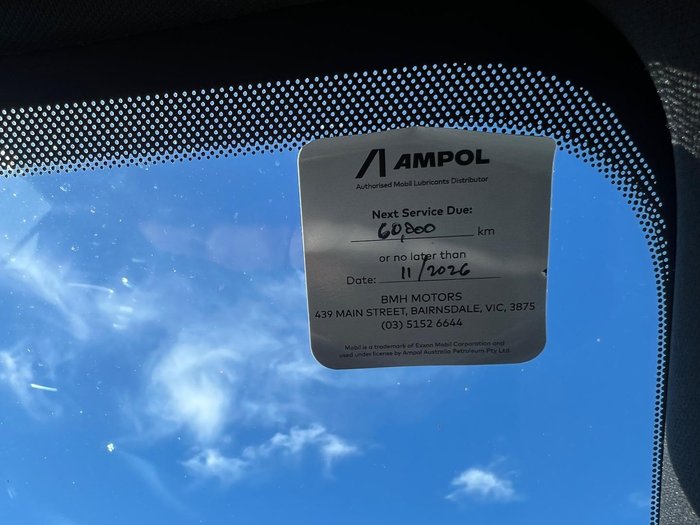 AMPOL
Authorised Mobil Lubricants Distributor
Next Service Due:
60,000 km
or no later than
Date: 11/2026
BMH MOTORS
439 MAIN STREET, BAIRNSDALE, VIC, 3875
(03) 5152 6644
Mobil is a trademark of Exxon Mobil Corporation and
used under license by Ampol Australia Petroleum Pty Ltd.